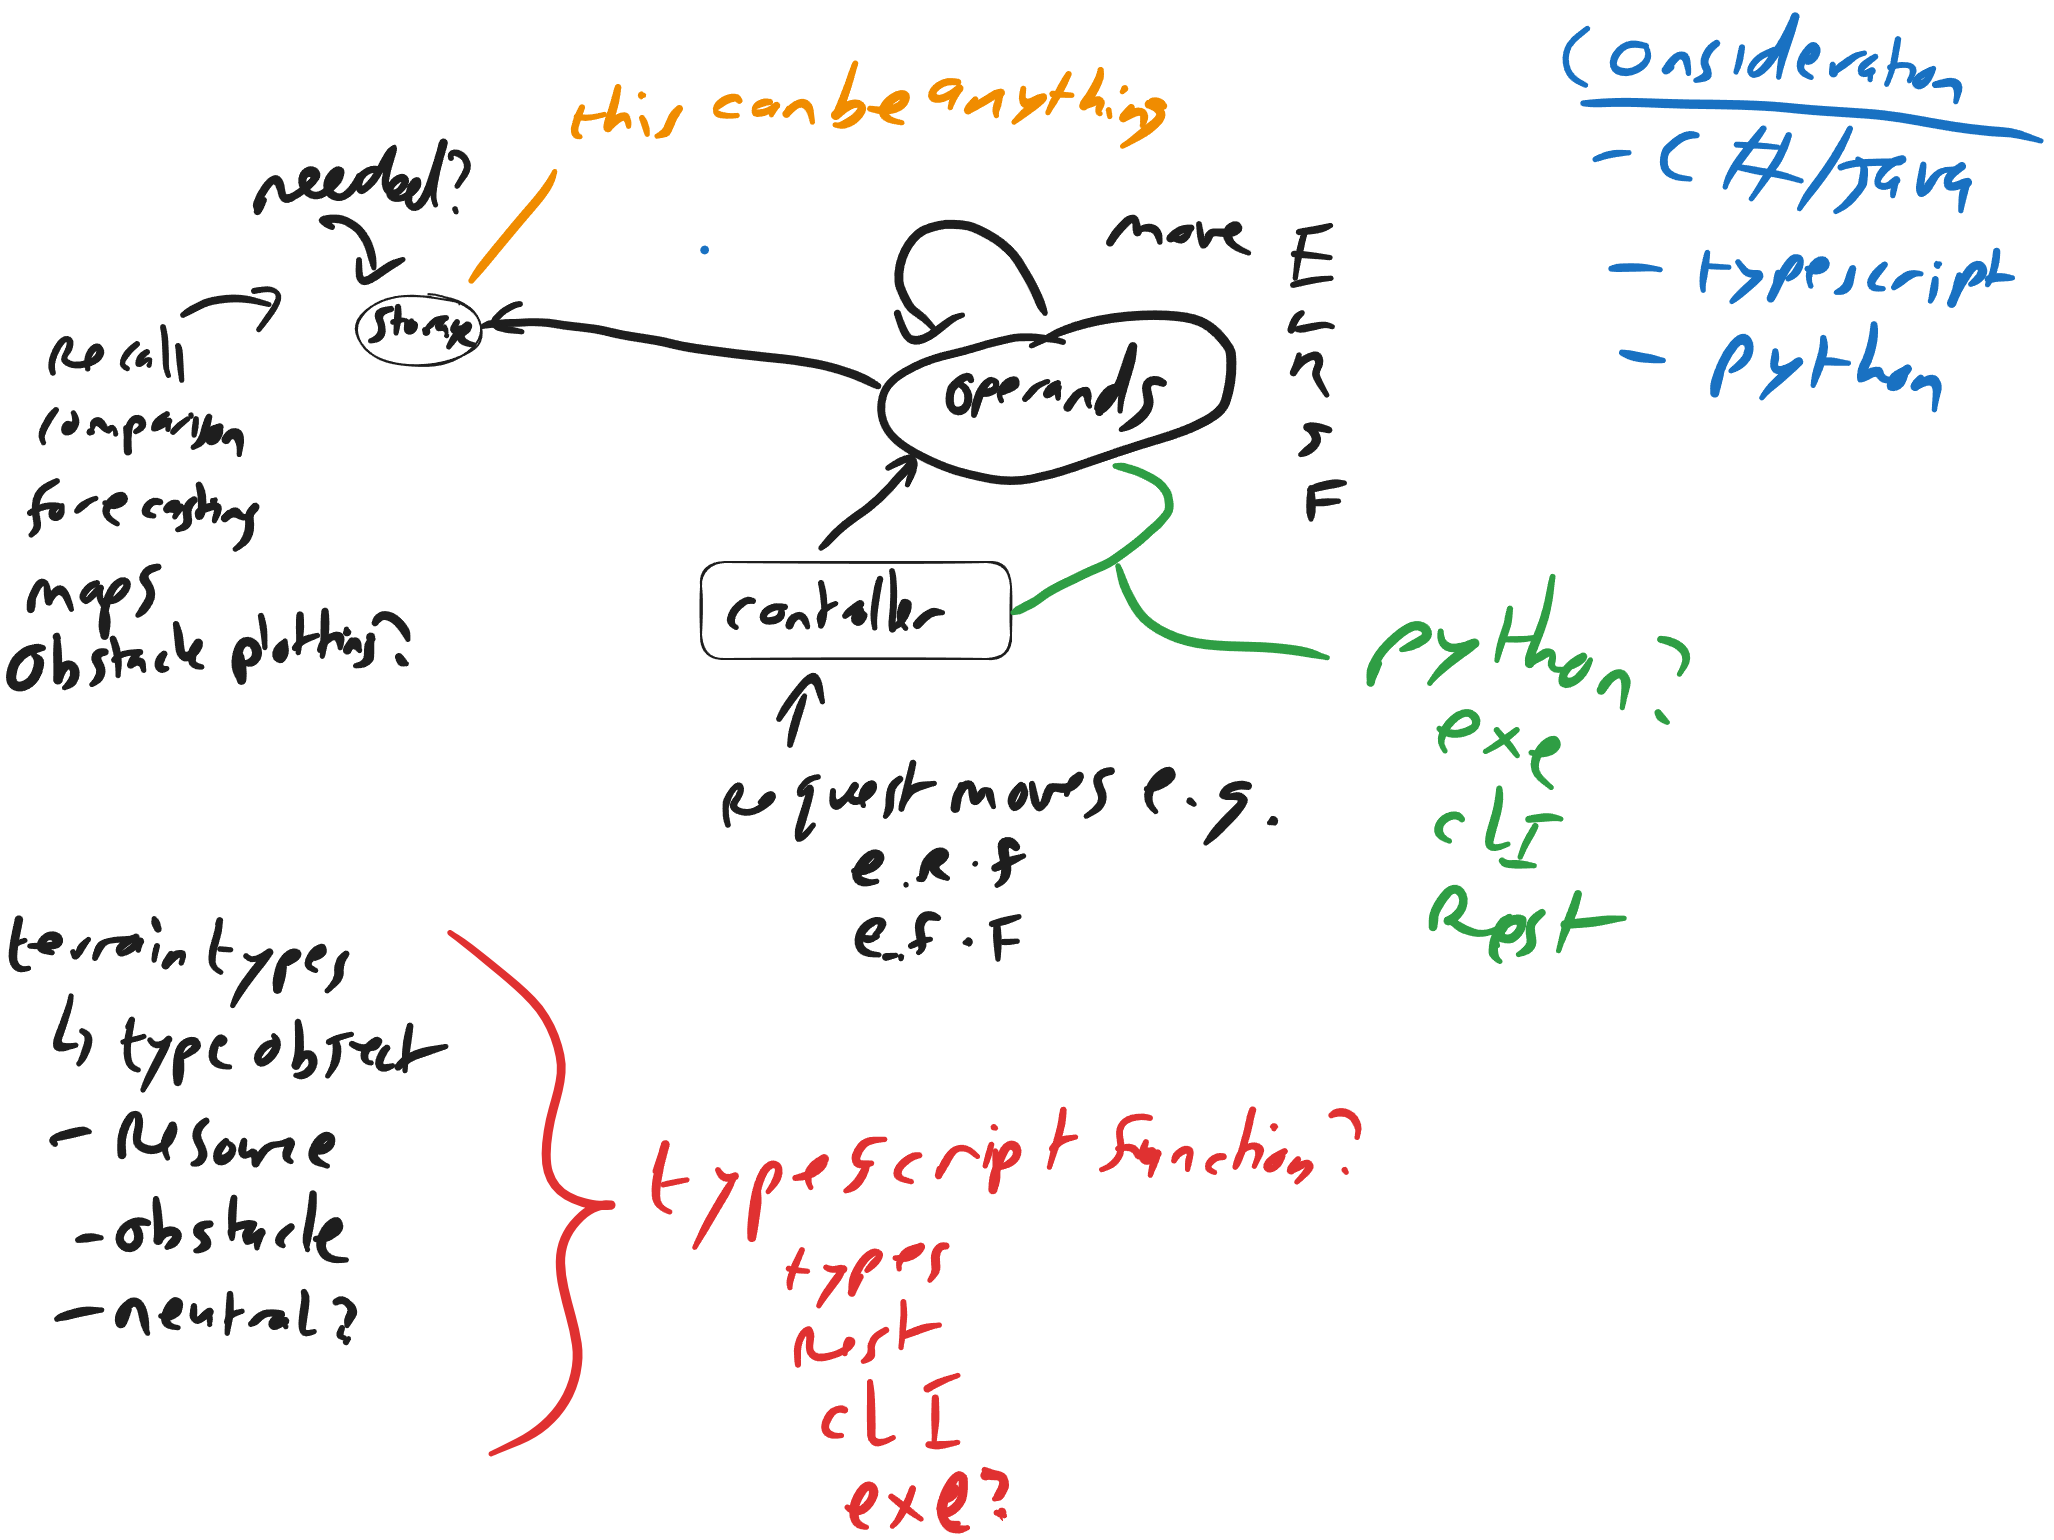 this can be anything
needed?
storage
recall
comparison
forecasting
maps
obstacle plotting?
move
E
n
s
F
operands
controller
request moves e.g.
e.R.f
e.f.F
Consideration
- C#/Java
- typescript
- python
python?
exe
cLI
Rest
terrain types
↳ type object
- Resource
- obstacle
- neutral?
typescript function?
types
Rest
cLI
exe?